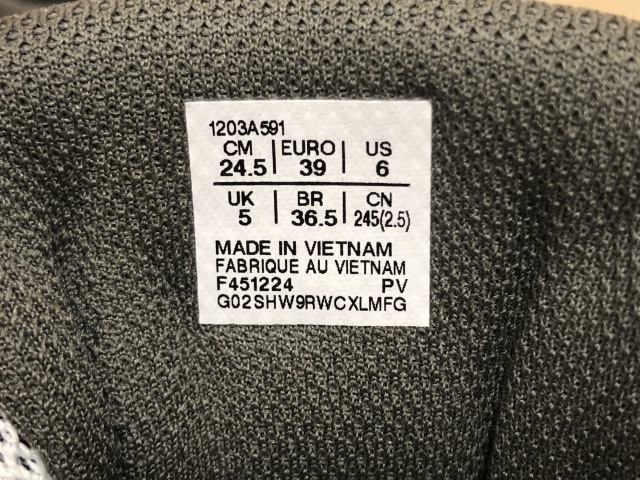 1203A591
CM EURO US
24.5 39 6
UK BR CN
5 36.5 245(2.5)
MADE IN VIETNAM
FABRIQUE AU VIETNAM
F451224 PV
G02SHW9RWCXLMFG